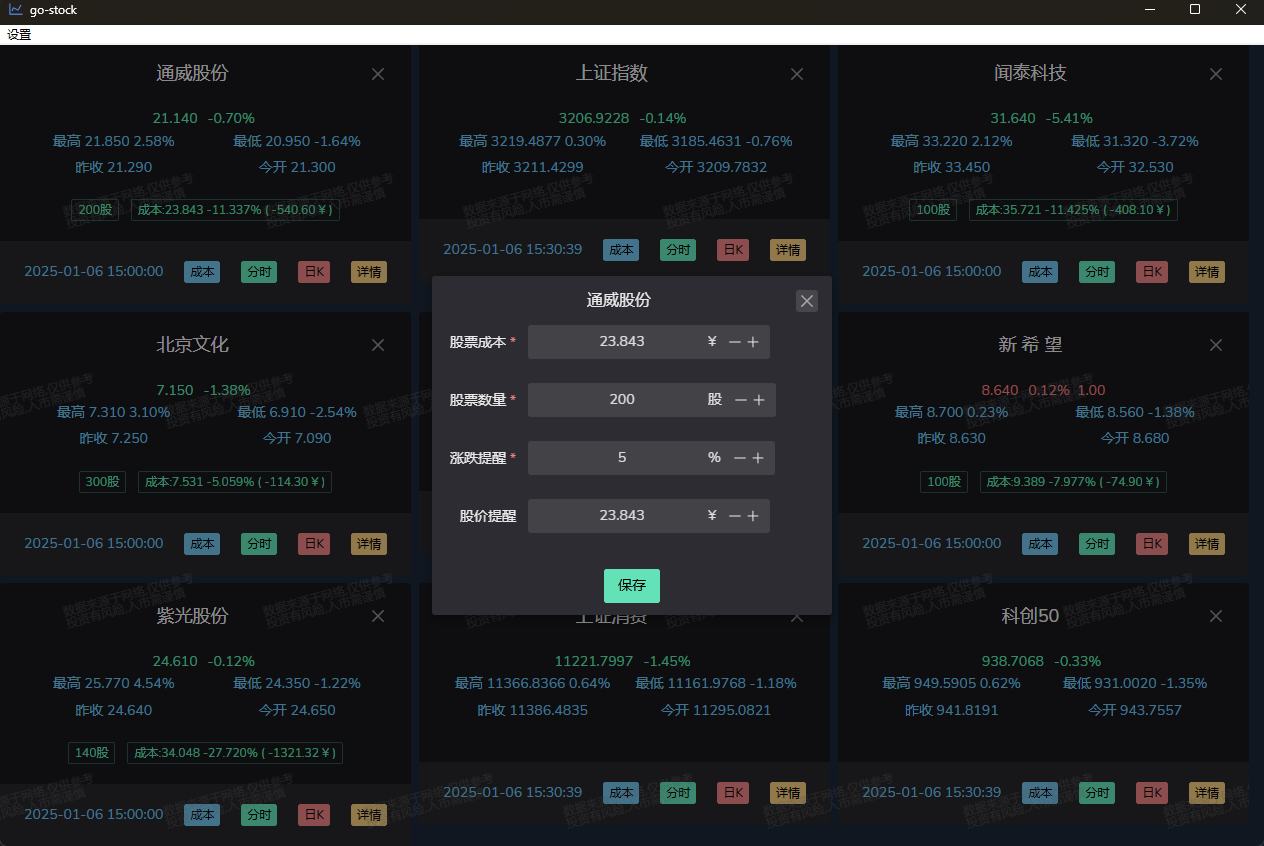 go-stock
设置
通威股份
21.140 -0.70%
最高 21.850 2.58% 最低 20.950 -1.64%
昨收 21.290 今开 21.300
200股 成本:23.843 -11.337% ( -540.60 ¥ )
2025-01-06 15:00:00 成本 分时 日K 详情
上证指数
3206.9228 -0.14%
最高 3219.4877 0.30% 最低 3185.4631 -0.76%
昨收 3211.4299 今开 3209.7832
2025-01-06 15:30:39 成本 分时 日K 详情
闻泰科技
31.640 -5.41%
最高 33.220 2.12% 最低 31.320 -3.72%
昨收 33.450 今开 32.530
100股 成本:35.721 -11.425% ( -408.10 ¥ )
2025-01-06 15:00:00 成本 分时 日K 详情
北京文化
7.150 -1.38%
最高 7.310 3.10% 最低 6.910 -2.54%
昨收 7.250 今开 7.090
300股 成本:7.531 -5.059% ( -114.30 ¥ )
2025-01-06 15:00:00 成本 分时 日K 详情
通威股份
股票成本 * 23.843 ¥
股票数量 * 200 股
涨跌提醒 * 5 %
股价提醒 23.843 ¥
保存
新 希 望
8.640 0.12% 1.00
最高 8.700 0.23% 最低 8.560 -1.38%
昨收 8.630 今开 8.680
100股 成本:9.389 -7.977% ( -74.90 ¥ )
2025-01-06 15:00:00 成本 分时 日K 详情
紫光股份
24.610 -0.12%
最高 25.770 4.54% 最低 24.350 -1.22%
昨收 24.640 今开 24.650
140股 成本:34.048 -27.720% ( -1321.32 ¥ )
2025-01-06 15:00:00 成本 分时 日K 详情
上证消费
11221.7997 -1.45%
最高 11366.8366 0.64% 最低 11161.9768 -1.18%
昨收 11386.4835 今开 11295.0821
2025-01-06 15:30:39 成本 分时 日K 详情
科创50
938.7068 -0.33%
最高 949.5905 0.62% 最低 931.0020 -1.35%
昨收 941.8191 今开 943.7557
2025-01-06 15:30:39 成本 分时 日K 详情
数据来源于网络,仅供参考
投资有风险,入市需谨慎